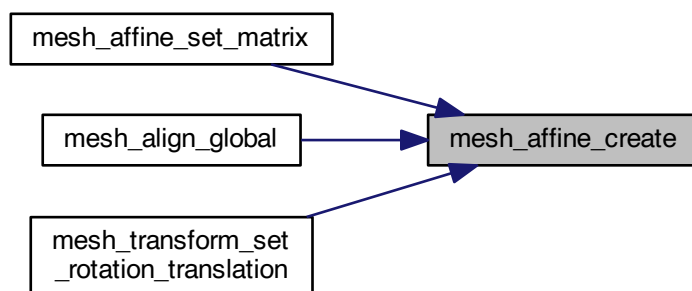 mesh_affine_set_matrix
mesh_align_global
mesh_affine_create
mesh_transform_set
_rotation_translation